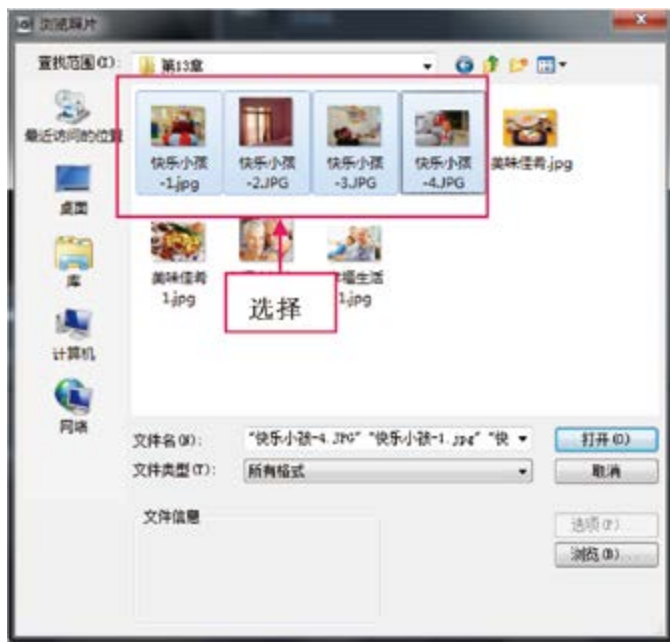 浏览照片
查找范围(I):
第13章
最近访问的位置
桌面
库
计算机
网络
快乐小孩
-1.jpg
快乐小孩
-2.JPG
快乐小孩
-3.JPG
快乐小孩
-4.JPG
美味佳肴.jpg
美味佳肴
1.jpg
福生活
1.jpg
选择
文件名(N):
"快乐小孩-4.JPG" "快乐小孩-1.jpg" "快
打开(O)
文件类型(T):
所有格式
取消
文件信息
选项(P)
浏览(B)